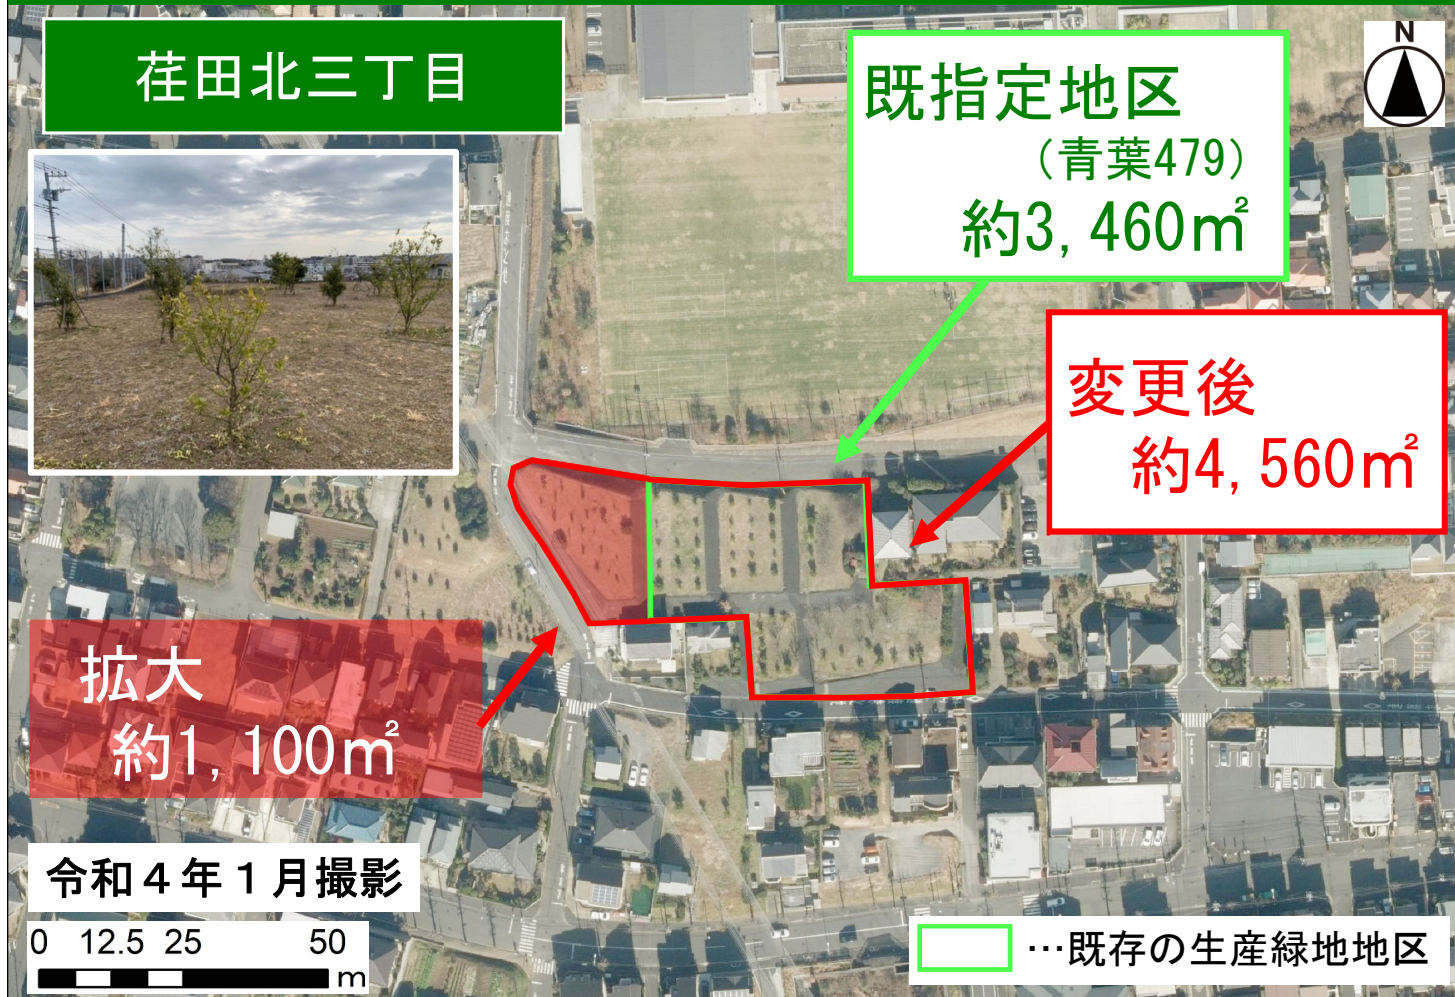 荏田北三丁目
既指定地区
（青葉479）
約3,460㎡
N
変更後
約4,560㎡
拡大
約1,100㎡
令和４年１月撮影
0 12.5 25 50
m
…既存の生産緑地地区